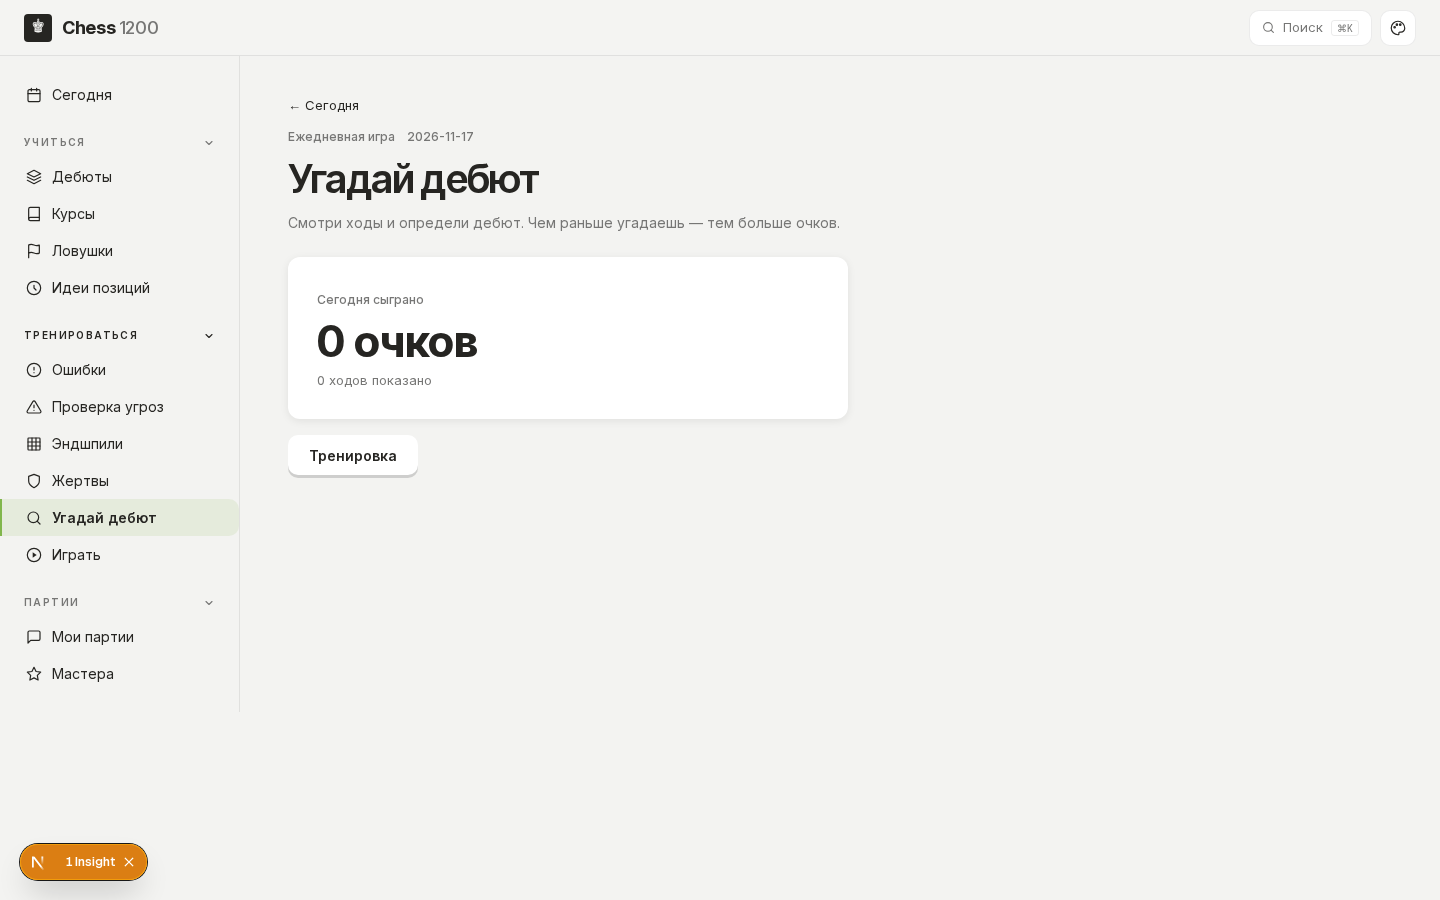 Chess 1200
Поиск ⌘K
Сегодня
УЧИТЬСЯ
Дебюты
Курсы
Ловушки
Идеи позиций
ТРЕНИРОВАТЬСЯ
Ошибки
Проверка угроз
Эндшпили
Жертвы
Угадай дебют
Играть
ПАРТИИ
Мои партии
Мастера
← Сегодня
Ежедневная игра 2026-11-17
Угадай дебют
Смотри ходы и определи дебют. Чем раньше угадаешь — тем больше очков.
Сегодня сыграно
0 очков
0 ходов показано
Тренировка
1 Insight